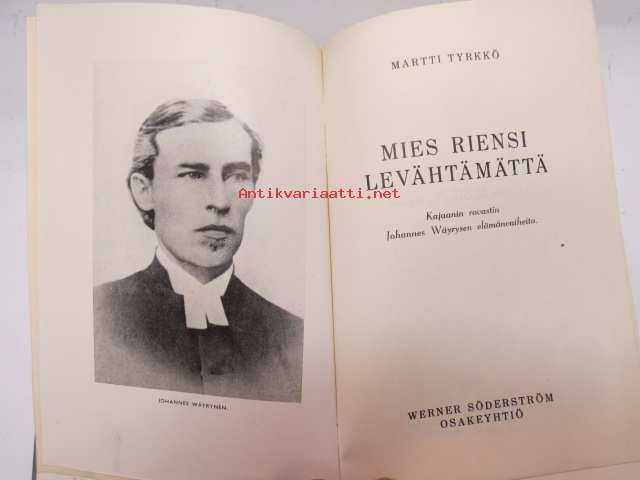 JOHANNES WÄYRYNEN.
MARTTI TYRKKÖ
MIES RIENSI
LEVÄHTÄMÄTTÄ
Kajaanin rovastin
Johannes Wäyrysen elämänvaiheita.
WERNER SÖDERSTRÖM
OSAKEYHTIÖ
Antikvariaatti.net